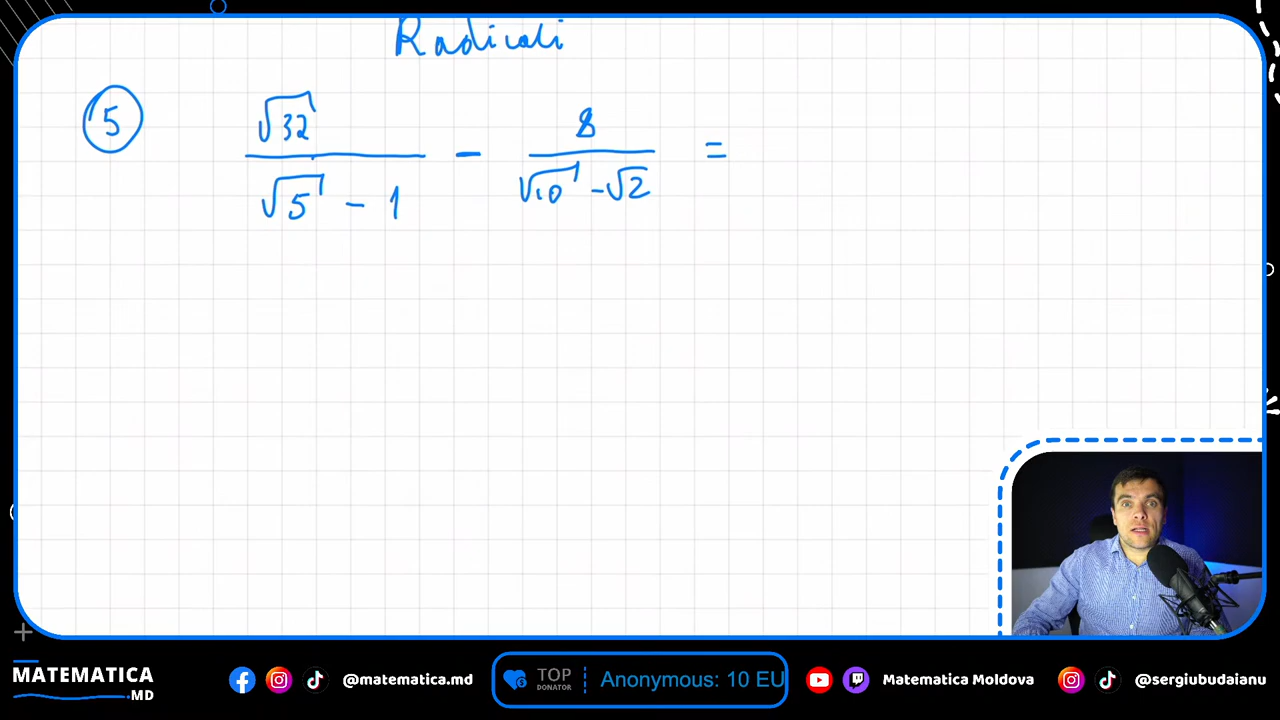 Radicali
5 √32 / (√5 - 1) - 8 / (√10 - √2) =
MATEMATICA
.MD
@matematica.md
TOP
DONATOR
Anonymous: 10 EU
Matematica Moldova
@sergiubudaianu